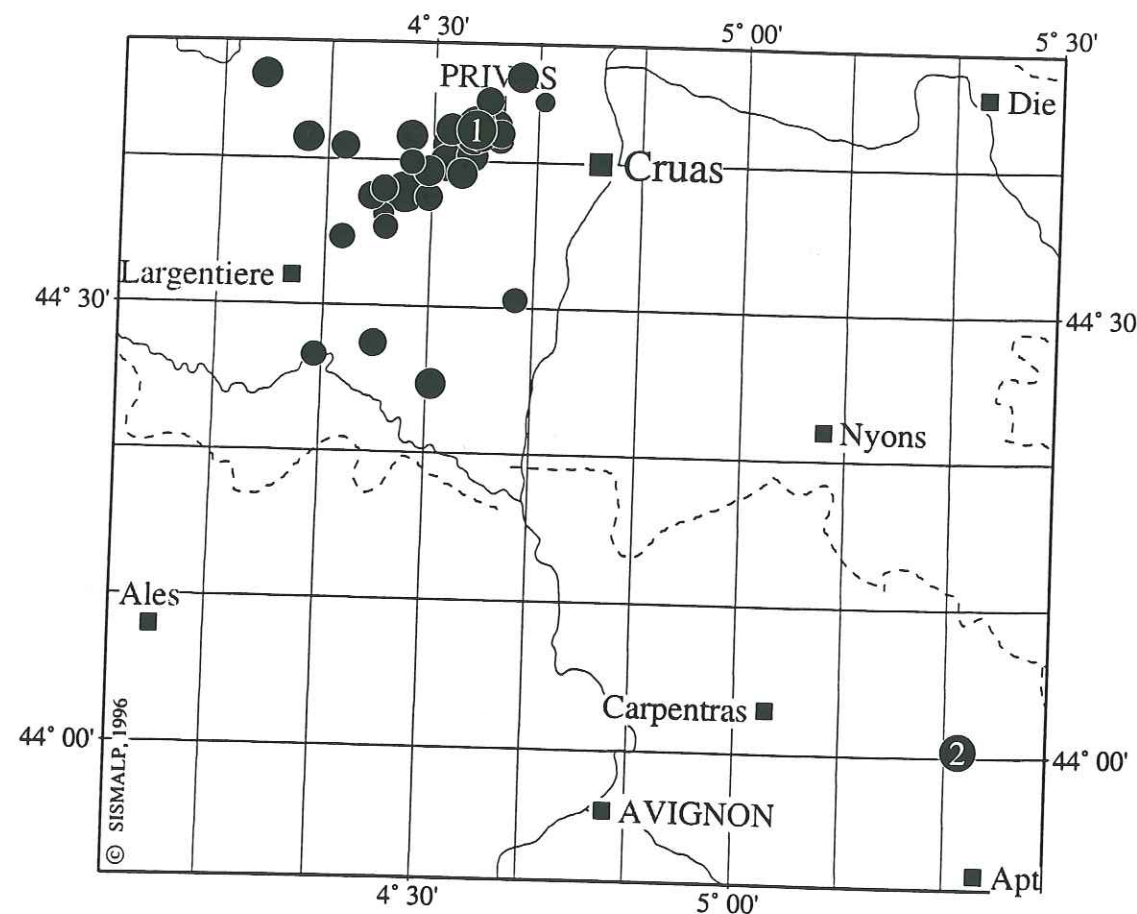 4° 30'
5° 00'
5° 30'
PRIVAS
Die
1
Cruas
Largentiere
44° 30'
44° 30
Nyons
Ales
Carpentras
44° 00'
2
44° 00'
© SISMALP, 1996
AVIGNON
Apt
4° 30'
5° 00'